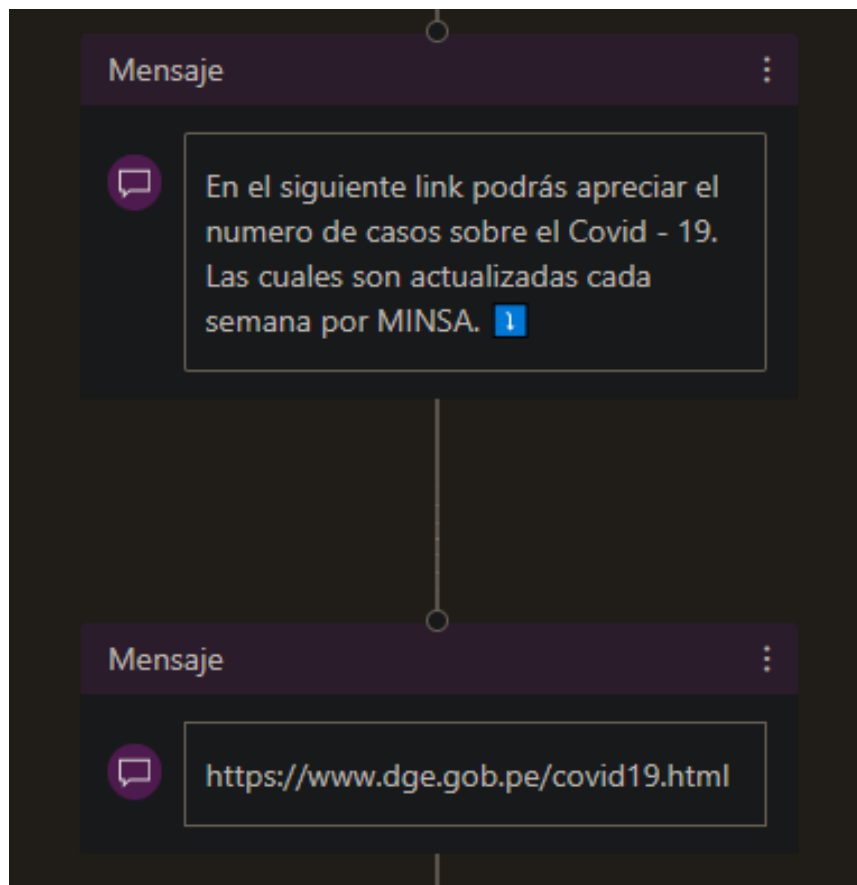 Mensaje
En el siguiente link podrás apreciar el
numero de casos sobre el Covid - 19.
Las cuales son actualizadas cada
semana por MINSA. ⤵
Mensaje
https://www.dge.gob.pe/covid19.html